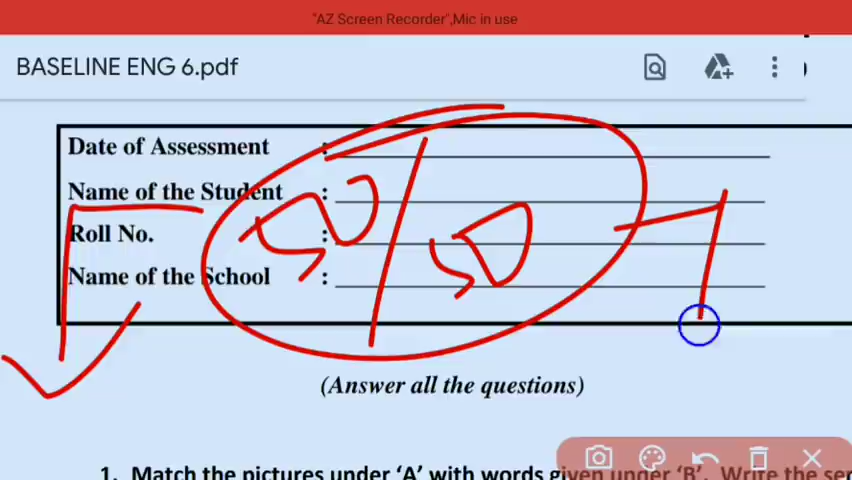 "AZ Screen Recorder",Mic in use
BASELINE ENG 6.pdf
Date of Assessment :
Name of the Student :
Roll No. :
Name of the School :
50/50
(Answer all the questions)
1. Match the pictures under ‘A’ with words given under ‘B’. Write the ser